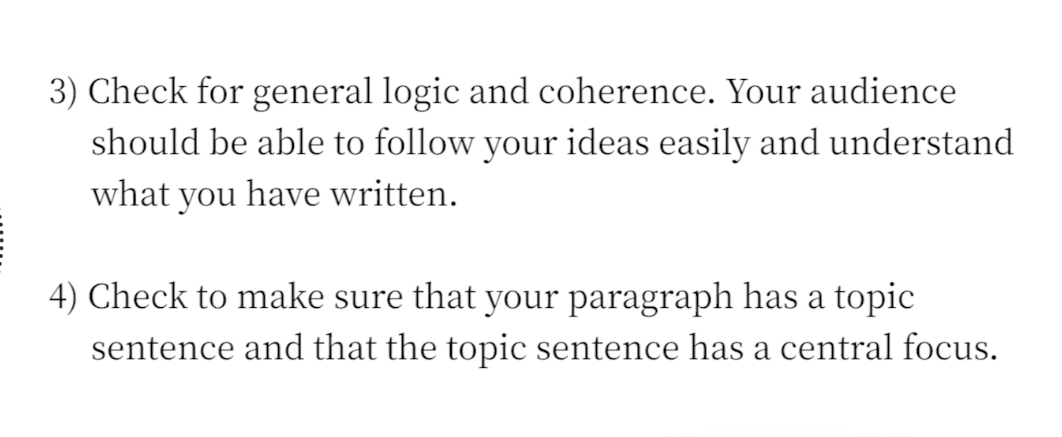 3) Check for general logic and coherence. Your audience
should be able to follow your ideas easily and understand
what you have written.
4) Check to make sure that your paragraph has a topic
sentence and that the topic sentence has a central focus.